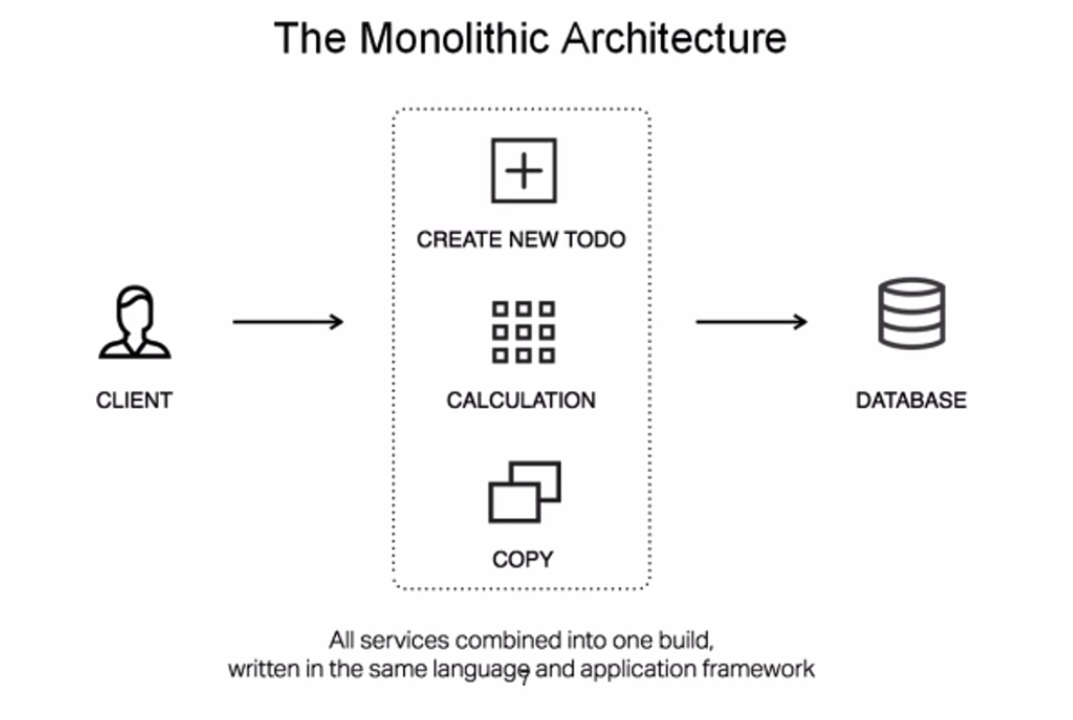 The Monolithic Architecture
CREATE NEW TODO
CLIENT
CALCULATION
DATABASE
COPY
All services combined into one build,
written in the same language and application framework
7